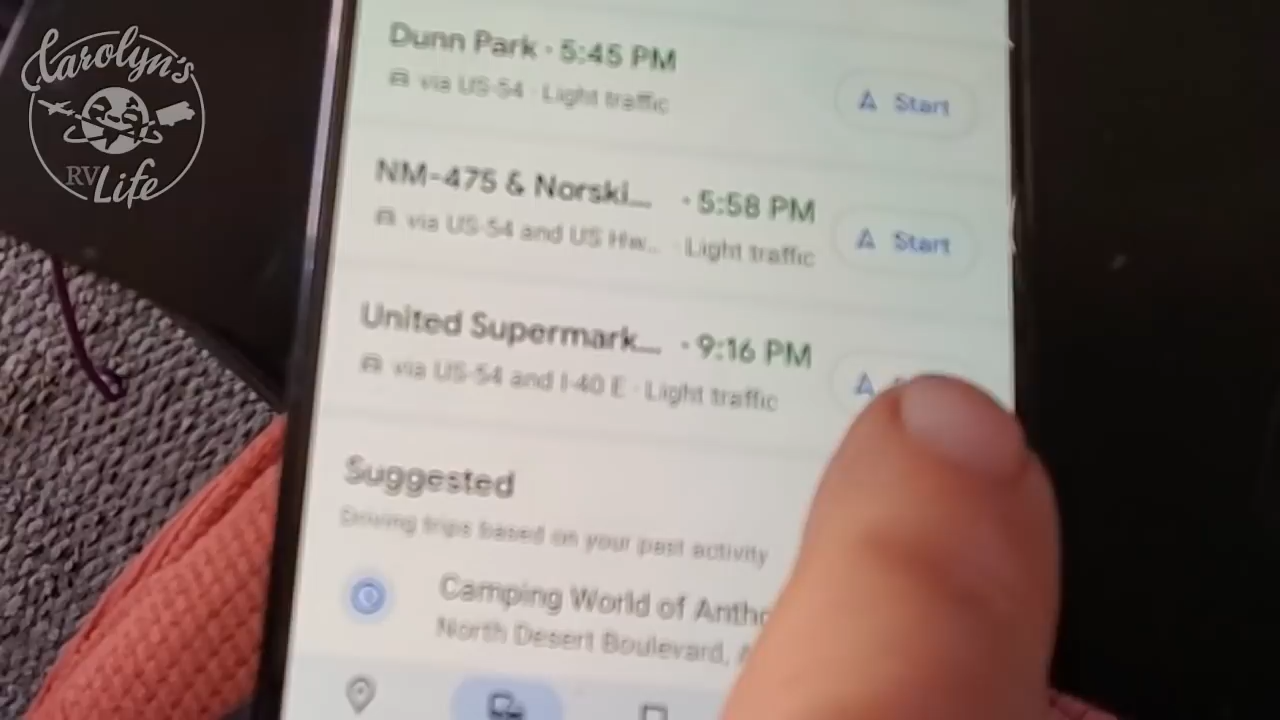 Carolyn's
RV Life
Dunn Park · 5:45 PM
via US-54 · Light traffic
Start
NM-475 & Norski... · 5:58 PM
via US-54 and US Hw... · Light traffic
Start
United Supermark... · 9:16 PM
via US-54 and I-40 E · Light traffic
Suggested
Driving trips based on your past activity
Camping World of Antho
North Desert Boulevard,